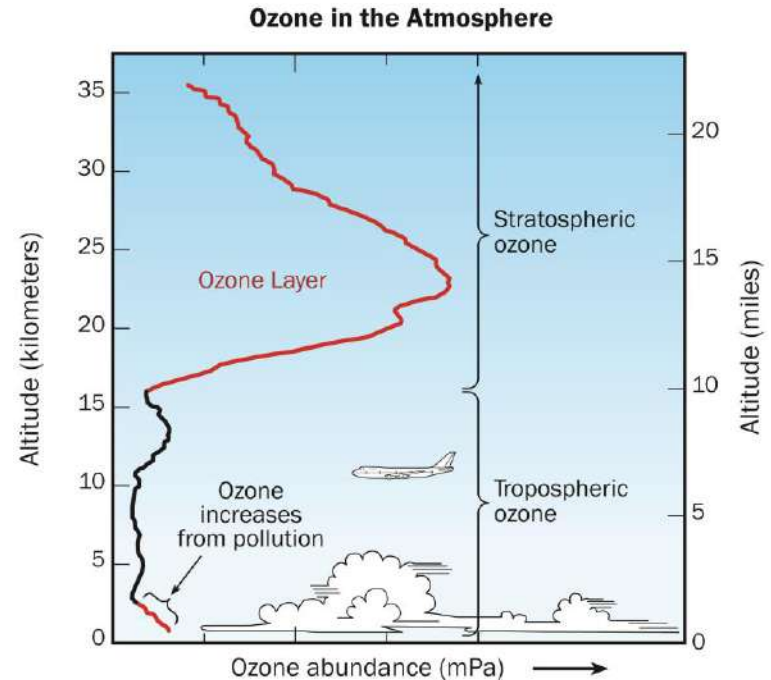 Ozone in the Atmosphere
Altitude (kilometers)
35
30
25
20
15
10
5
0
Ozone Layer
Ozone
increases
from pollution
Stratospheric
ozone
Tropospheric
ozone
20
15
10
5
0
Altitude (miles)
Ozone abundance (mPa)